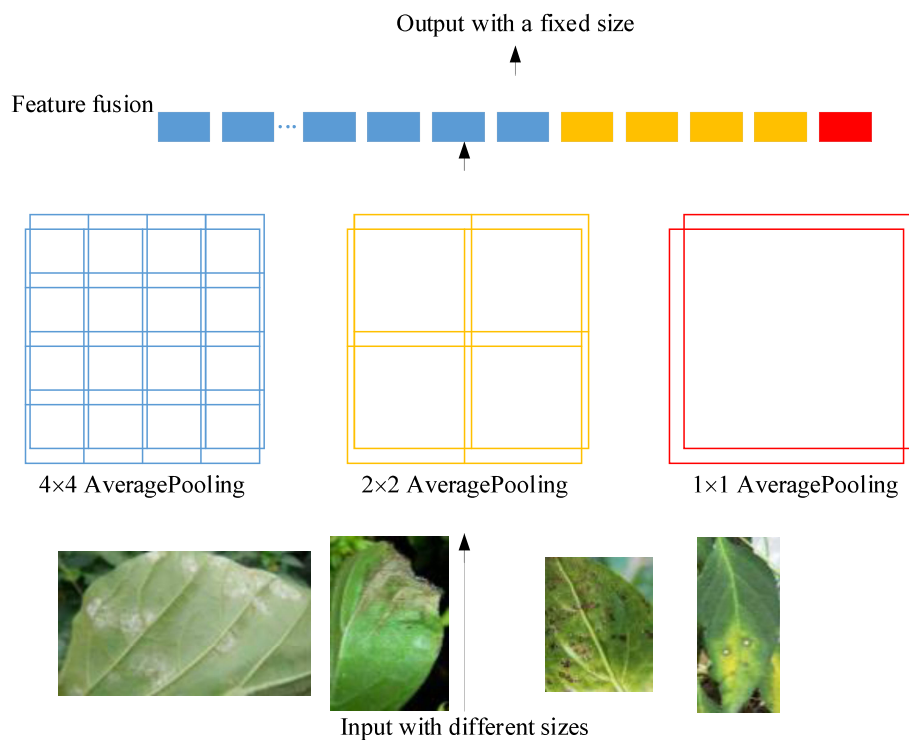 Output with a fixed size
Feature fusion
...
4×4 AveragePooling
2×2 AveragePooling
1×1 AveragePooling
Input with different sizes